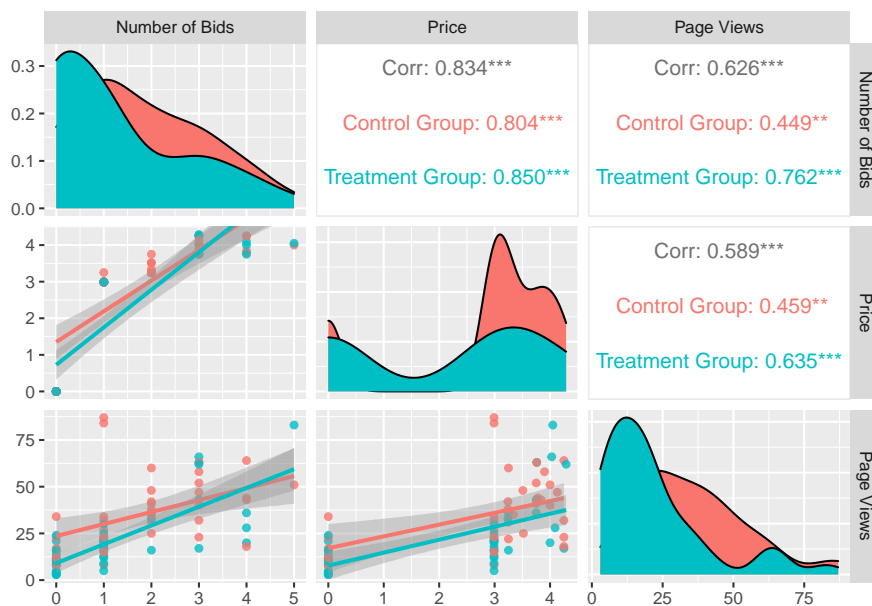 Number of Bids Price Page Views
Corr: 0.834*** Corr: 0.626***
Control Group: 0.804*** Control Group: 0.449**
Treatment Group: 0.850*** Treatment Group: 0.762***
Number of Bids
0.3
0.2
0.1
0.0
Corr: 0.589***
Control Group: 0.459**
Treatment Group: 0.635***
Price
4
3
2
1
0
Page Views
75
50
25
0
0 1 2 3 4 5 0 1 2 3 4 0 25 50 75